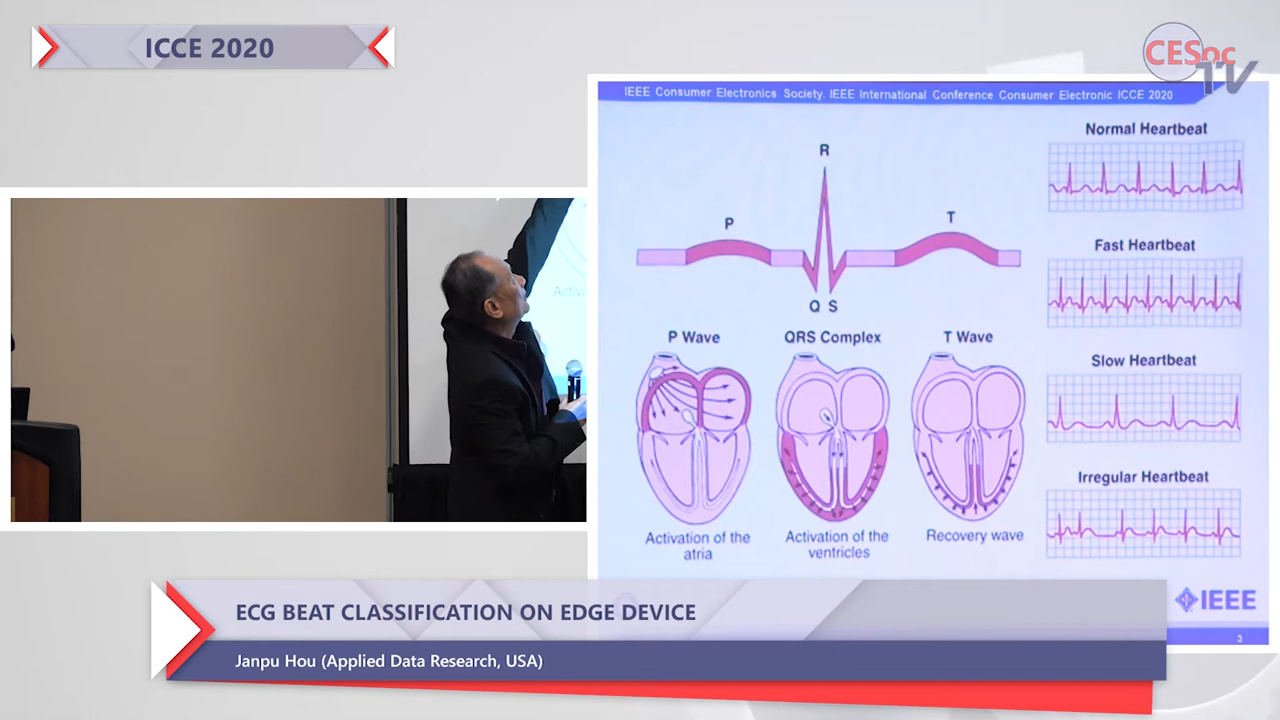 ICCE 2020
CESoc
TV
IEEE Consumer Electronics Society. IEEE International Conference Consumer Electronic ICCE 2020
R
P
T
Q S
P Wave
QRS Complex
T Wave
Activation of the
atria
Activation of the
ventricles
Recovery wave
Normal Heartbeat
Fast Heartbeat
Slow Heartbeat
Irregular Heartbeat
IEEE
3
ECG BEAT CLASSIFICATION ON EDGE DEVICE
Janpu Hou (Applied Data Research, USA)